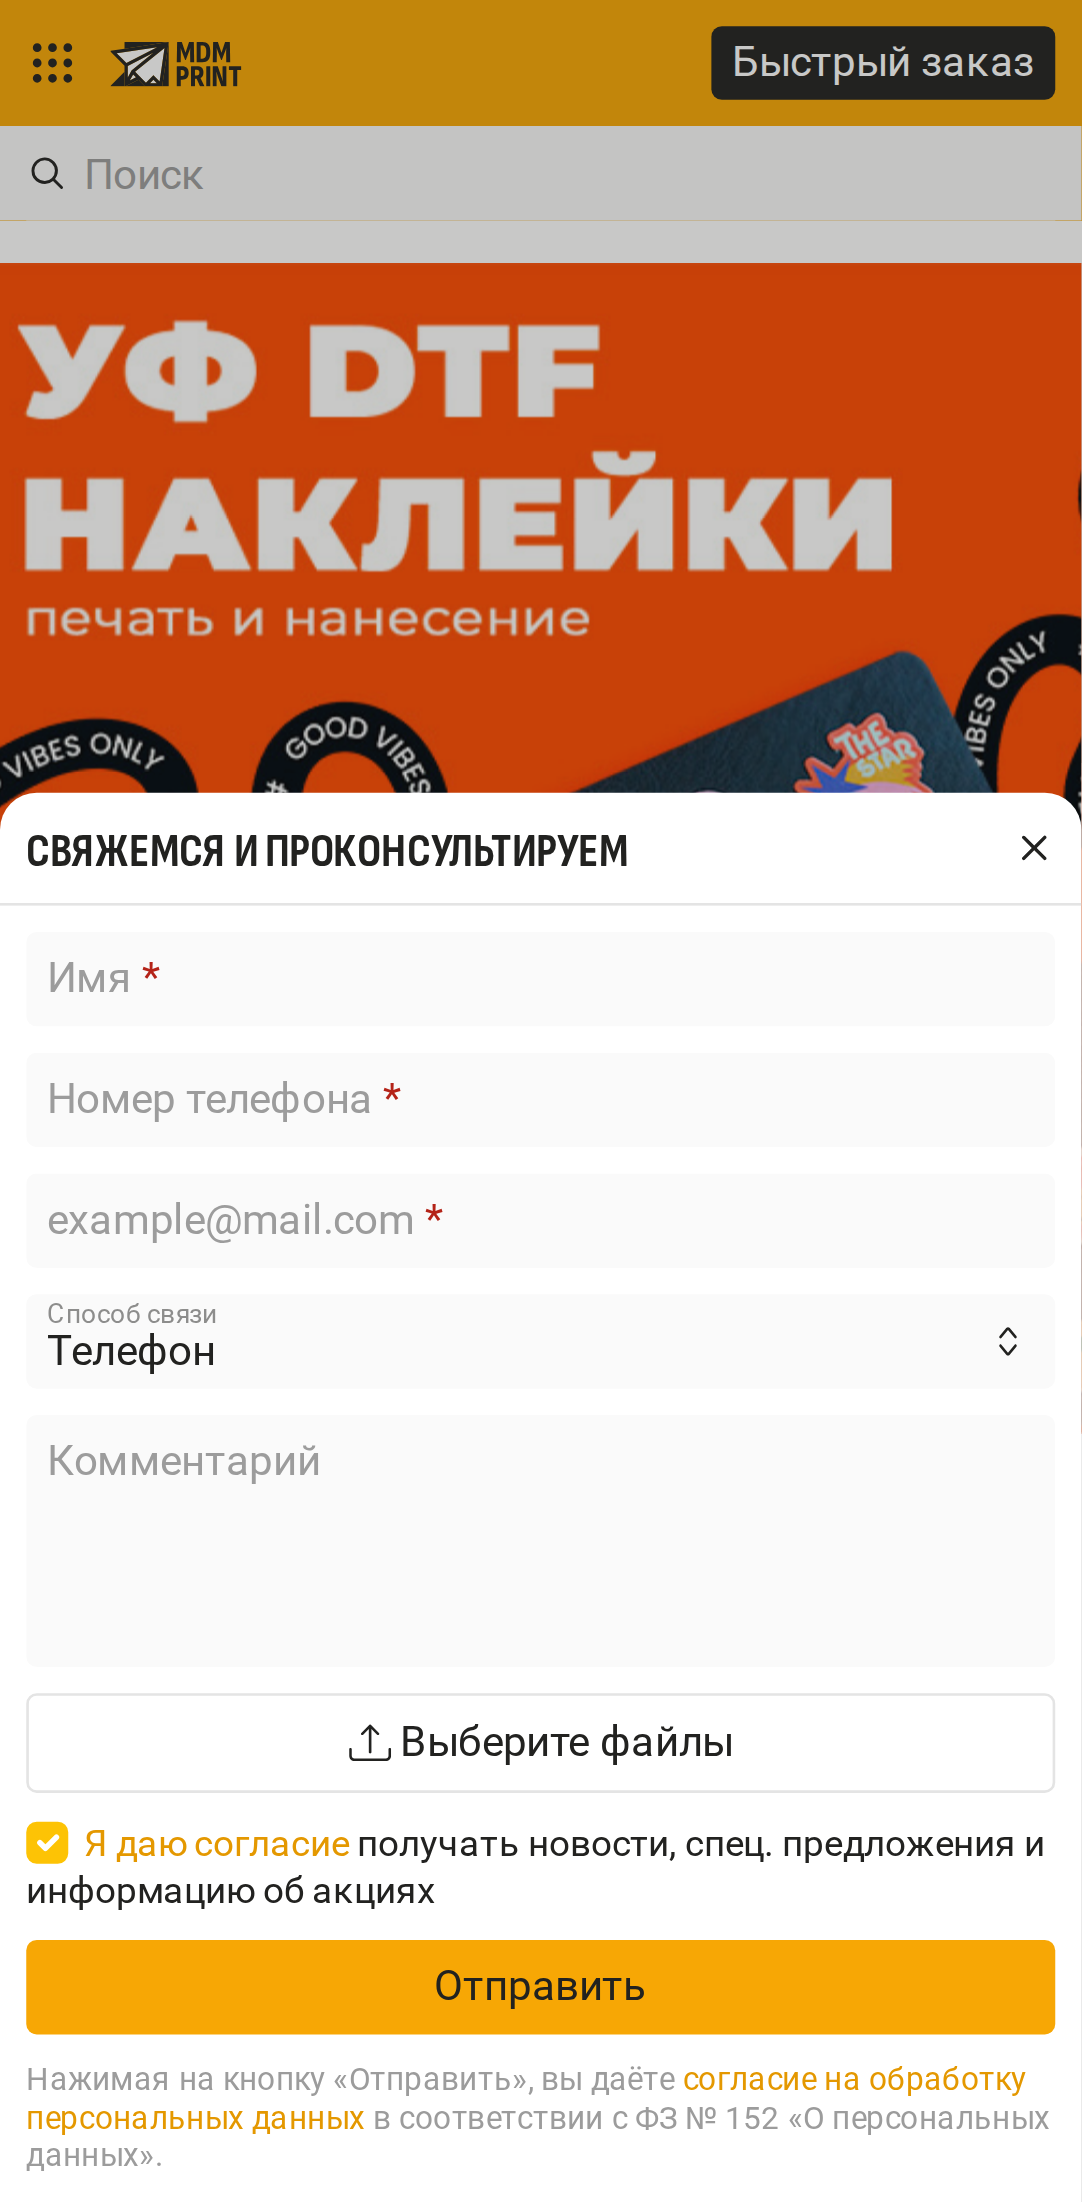 MDM
PRINT
Быстрый заказ
Поиск
УФ DTF
НАКЛЕЙКИ
печать и нанесение
VIBES ONLY
GOOD VIBES
#
VIBES ONLY
THE
STAR
СВЯЖЕМСЯ И ПРОКОНСУЛЬТИРУЕМ
Имя *
Номер телефона *
example@mail.com *
Способ связи
Телефон
Комментарий
Выберите файлы
Я даю согласие получать новости, спец. предложения и
информацию об акциях
Отправить
Нажимая на кнопку «Отправить», вы даёте согласие на обработку
персональных данных в соответствии с ФЗ № 152 «О персональных
данных».